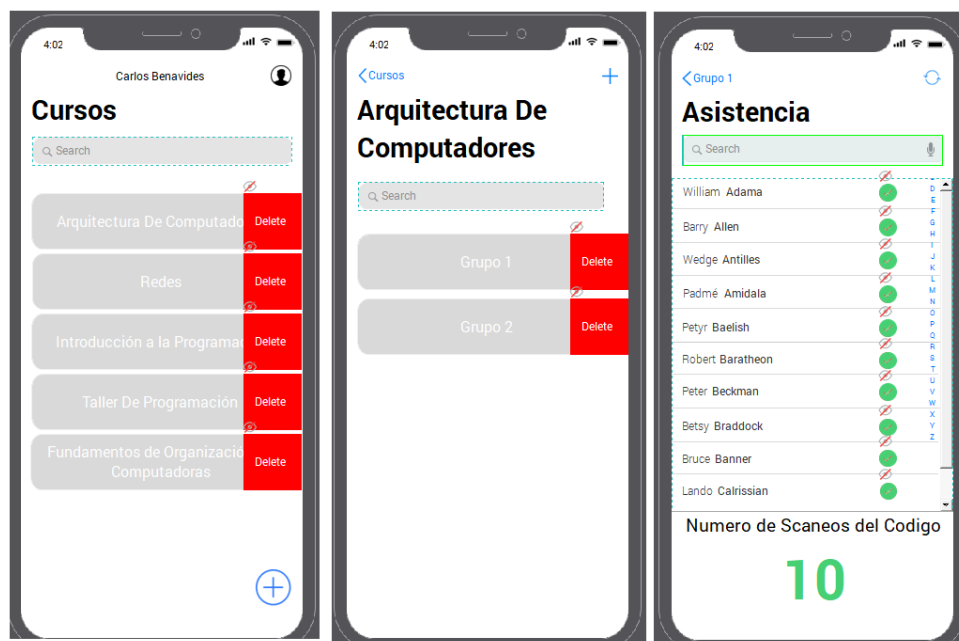 4:02
Carlos Benavides
Cursos
Search
Arquitectura De Computado
Delete
Redes
Delete
Introducción a la Programac
Delete
Taller De Programación
Delete
Fundamentos de Organizació
Computadoras
Delete
4:02
Cursos
Arquitectura De
Computadores
Search
Grupo 1
Delete
Grupo 2
Delete
4:02
Grupo 1
Asistencia
Search
William Adama
Barry Allen
Wedge Antilles
Padmé Amidala
Petyr Baelish
Robert Baratheon
Peter Beckman
Betsy Braddock
Bruce Banner
Lando Calrissian
D
E
F
G
H
I
J
K
L
M
N
O
P
Q
R
S
T
U
V
W
X
Y
Z
Numero de Scaneos del Codigo
10